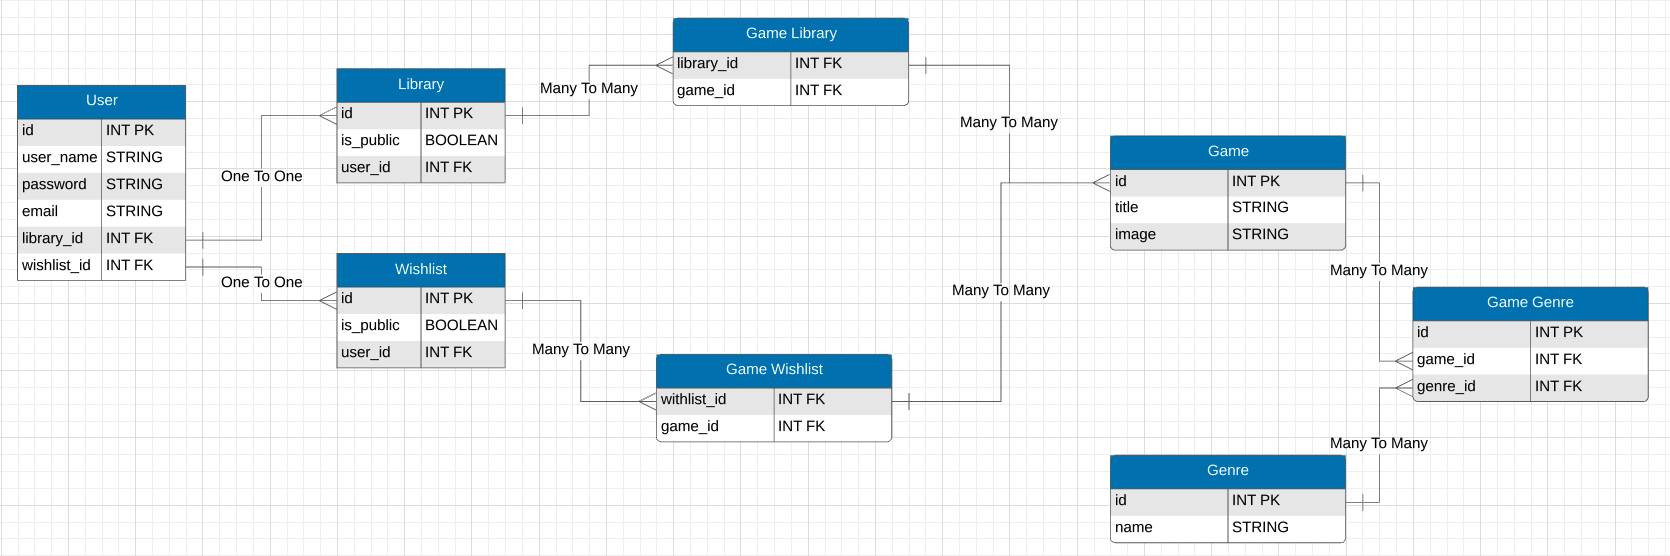 User
id INT PK
user_name STRING
password STRING
email STRING
library_id INT FK
wishlist_id INT FK
One To One
One To One
Library
id INT PK
is_public BOOLEAN
user_id INT FK
Wishlist
id INT PK
is_public BOOLEAN
user_id INT FK
Many To Many
Many To Many
Game Library
library_id INT FK
game_id INT FK
Game Wishlist
withlist_id INT FK
game_id INT FK
Many To Many
Many To Many
Game
id INT PK
title STRING
image STRING
Many To Many
Game Genre
id INT PK
game_id INT FK
genre_id INT FK
Many To Many
Genre
id INT PK
name STRING